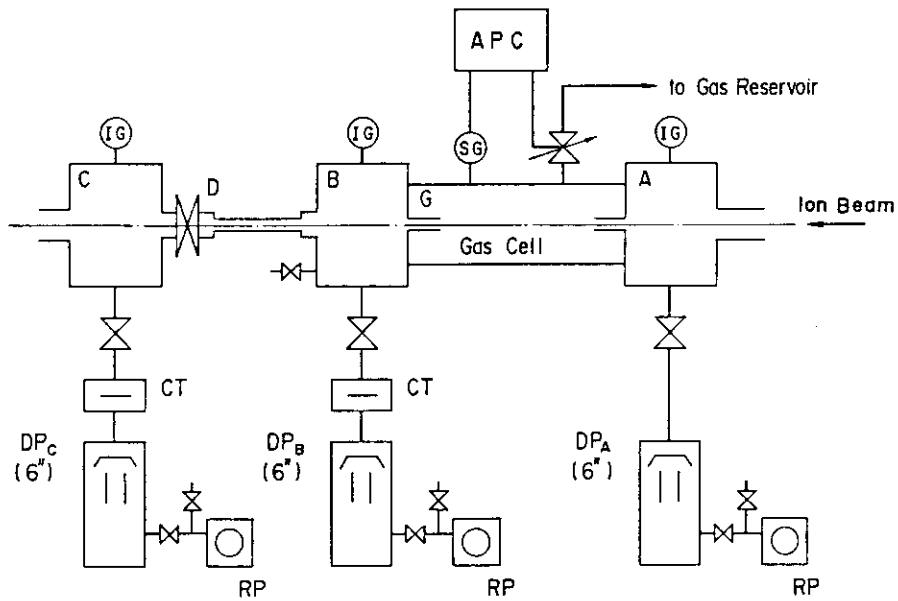 APC
to Gas Reservoir
IG
IG
SG
IG
C
D
B
G
A
Ion Beam
Gas Cell
CT
CT
DPC
(6")
DPB
(6")
DPA
(6")
RP
RP
RP